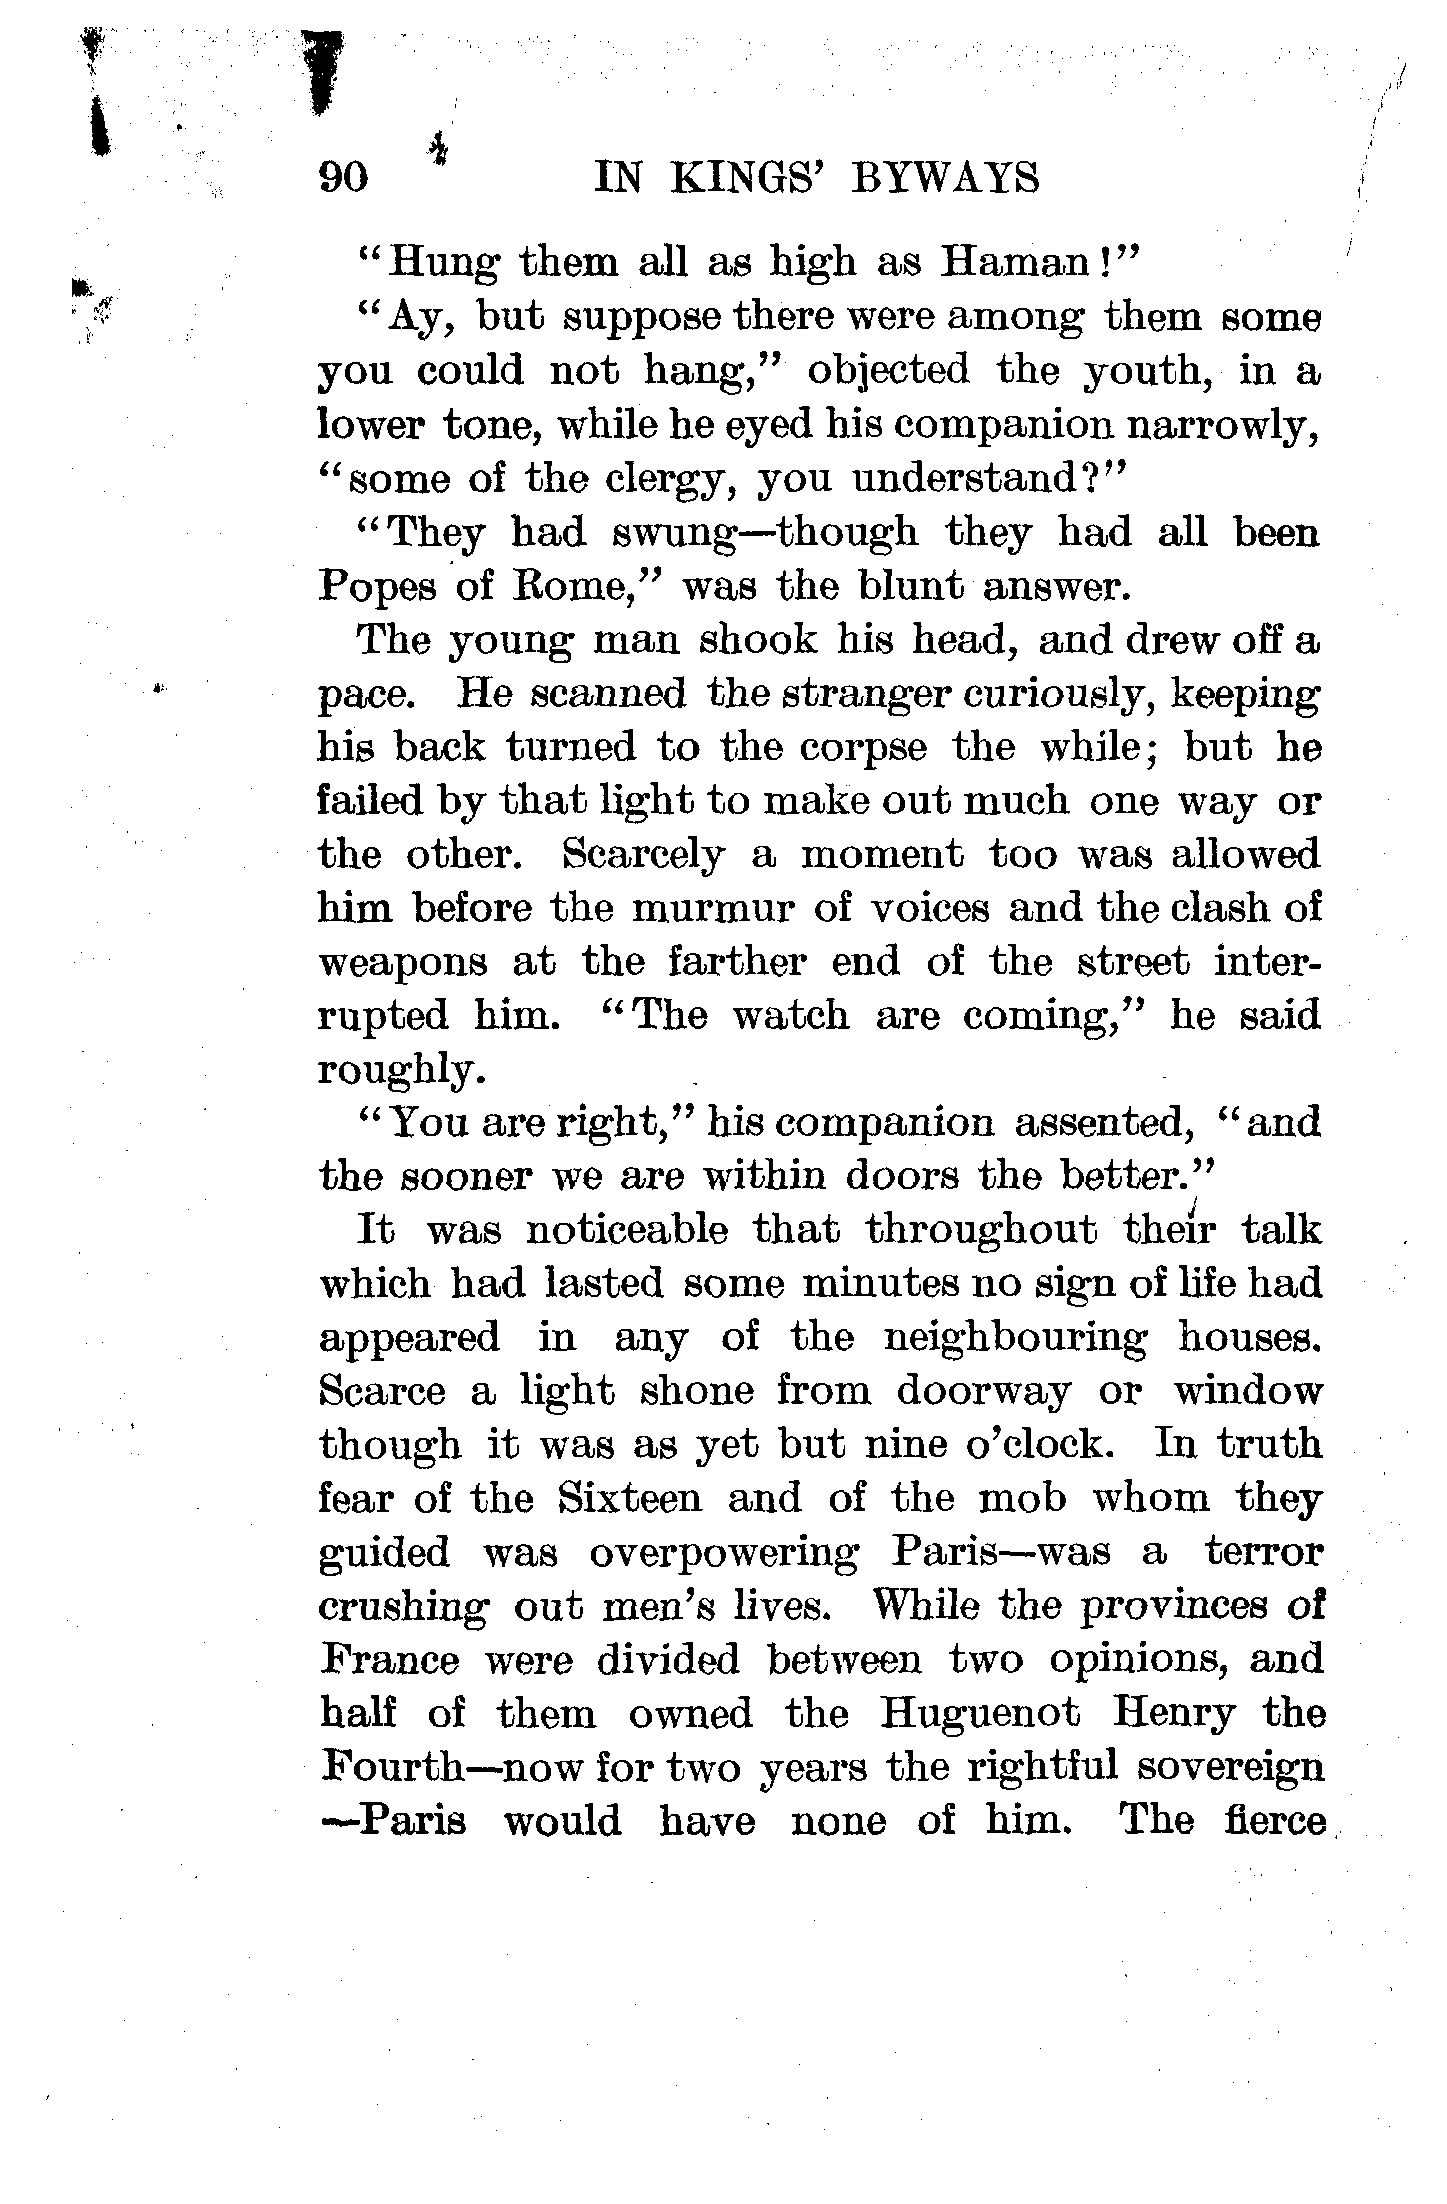 90 IN KINGS' BYWAYS
"Hung them all as high as Haman!"
"Ay, but suppose there were among them some
you could not hang," objected the youth, in a
lower tone, while he eyed his companion narrowly,
"some of the clergy, you understand?"
"They had swung—though they had all been
Popes of Rome," was the blunt answer.
The young man shook his head, and drew off a
pace. He scanned the stranger curiously, keeping
his back turned to the corpse the while; but he
failed by that light to make out much one way or
the other. Scarcely a moment too was allowed
him before the murmur of voices and the clash of
weapons at the farther end of the street inter-
rupted him. "The watch are coming," he said
roughly.
"You are right," his companion assented, "and
the sooner we are within doors the better."
It was noticeable that throughout their talk
which had lasted some minutes no sign of life had
appeared in any of the neighbouring houses.
Scarce a light shone from doorway or window
though it was as yet but nine o'clock. In truth
fear of the Sixteen and of the mob whom they
guided was overpowering Paris—was a terror
crushing out men's lives. While the provinces of
France were divided between two opinions, and
half of them owned the Huguenot Henry the
Fourth—now for two years the rightful sovereign
—Paris would have none of him. The fierce